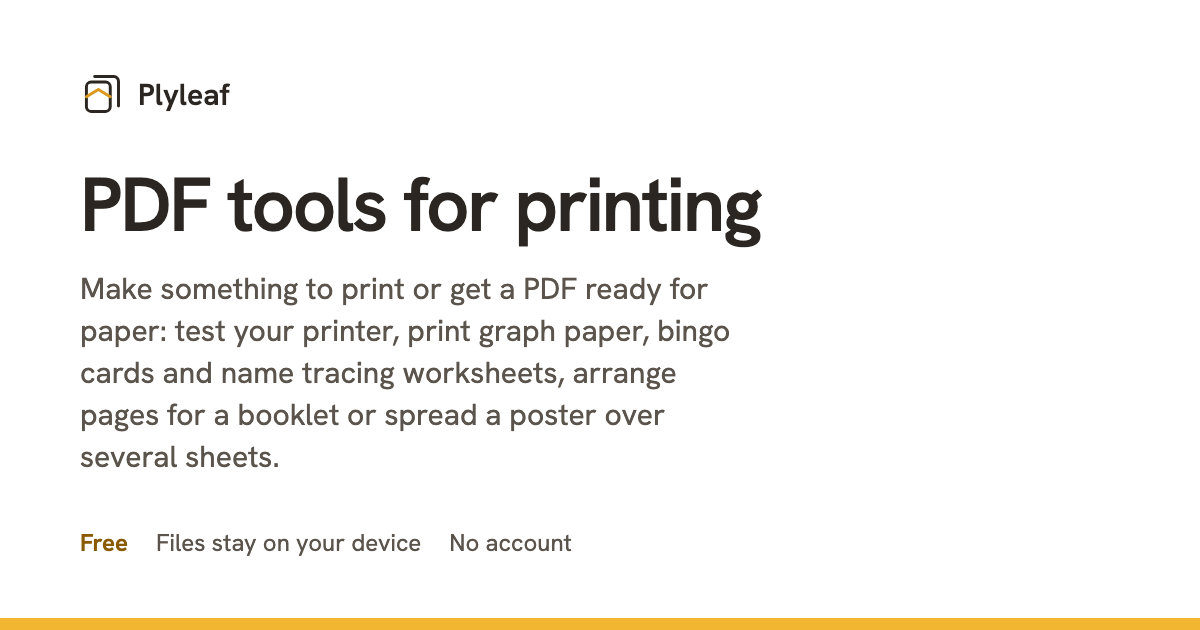 Plyleaf
PDF tools for printing
Make something to print or get a PDF ready for
paper: test your printer, print graph paper, bingo
cards and name tracing worksheets, arrange
pages for a booklet or spread a poster over
several sheets.
Free Files stay on your device No account